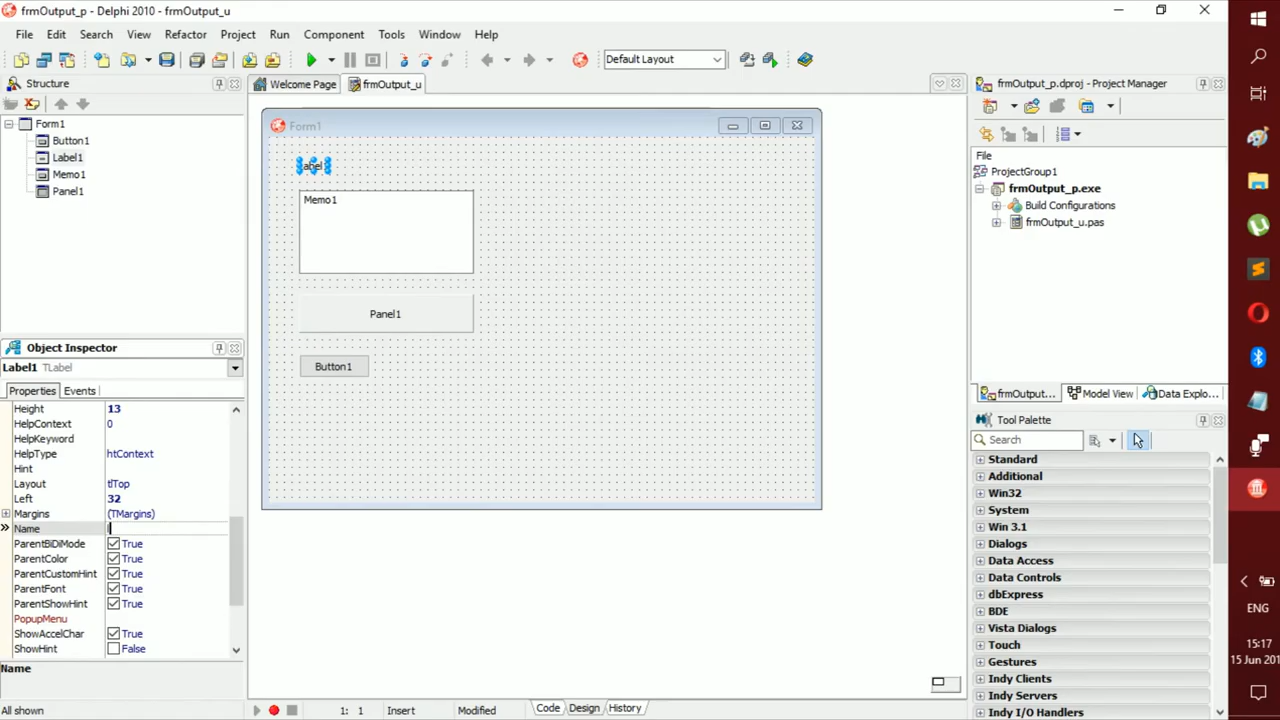 frmOutput_p - Delphi 2010 - frmOutput_u
File Edit Search View Refactor Project Run Component Tools Window Help
Default Layout
Structure
Form1
Button1
Label1
Memo1
Panel1
Object Inspector
Label1 TLabel
Properties Events
Height 13
HelpContext 0
HelpKeyword
HelpType htContext
Hint
Layout tlTop
Left 32
Margins (TMargins)
Name l
ParentBiDiMode True
ParentColor True
ParentCustomHint True
ParentFont True
ParentShowHint True
PopupMenu
ShowAccelChar True
ShowHint False
Name
All shown
Welcome Page frmOutput_u
Form1
Memo1
Panel1
Button1
1: 1 Insert Modified Code Design History
frmOutput_p.dproj - Project Manager
File
ProjectGroup1
frmOutput_p.exe
Build Configurations
frmOutput_u.pas
frmOutput... Model View Data Explo...
Tool Palette
Search
Standard
Additional
Win32
System
Win 3.1
Dialogs
Data Access
Data Controls
dbExpress
BDE
Vista Dialogs
Touch
Gestures
Indy Clients
Indy Servers
Indy I/O Handlers
ENG
15:17
15 Jun 201